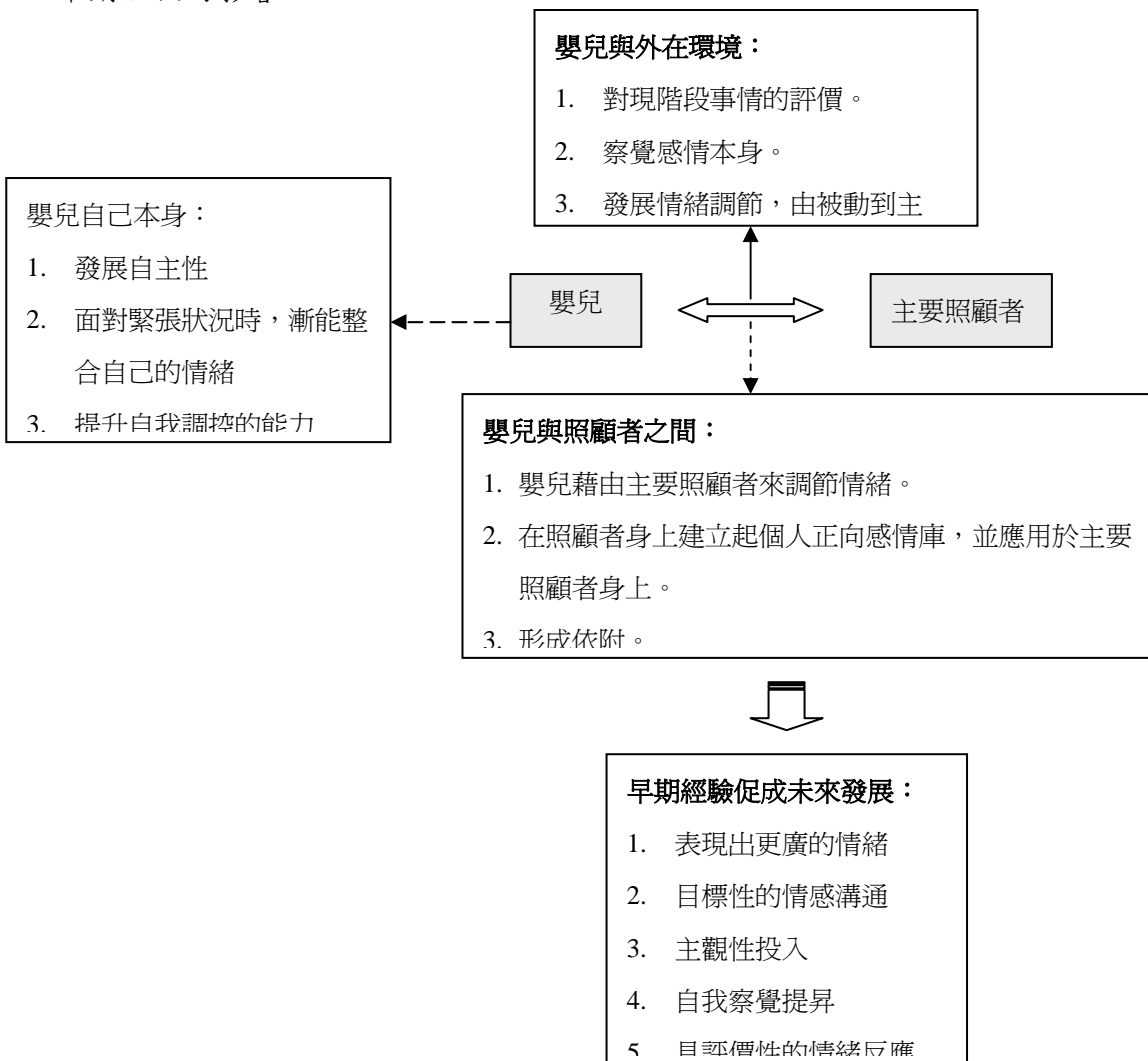 嬰兒與外在環境：
1. 對現階段事情的評價。
2. 察覺感情本身。
3. 發展情緒調節，由被動到主
嬰兒自己本身：
1. 發展自主性
2. 面對緊張狀況時，漸能整
合自己的情緒
3. 提升自我調控的能力
嬰兒
主要照顧者
嬰兒與照顧者之間：
1. 嬰兒藉由主要照顧者來調節情緒。
2. 在照顧者身上建立起個人正向感情庫，並應用於主要
照顧者身上。
3. 形成依附。
早期經驗促成未來發展：
1. 表現出更廣的情緒
2. 目標性的情感溝通
3. 主觀性投入
4. 自我察覺提昇
5. 具評價性的情緒反應